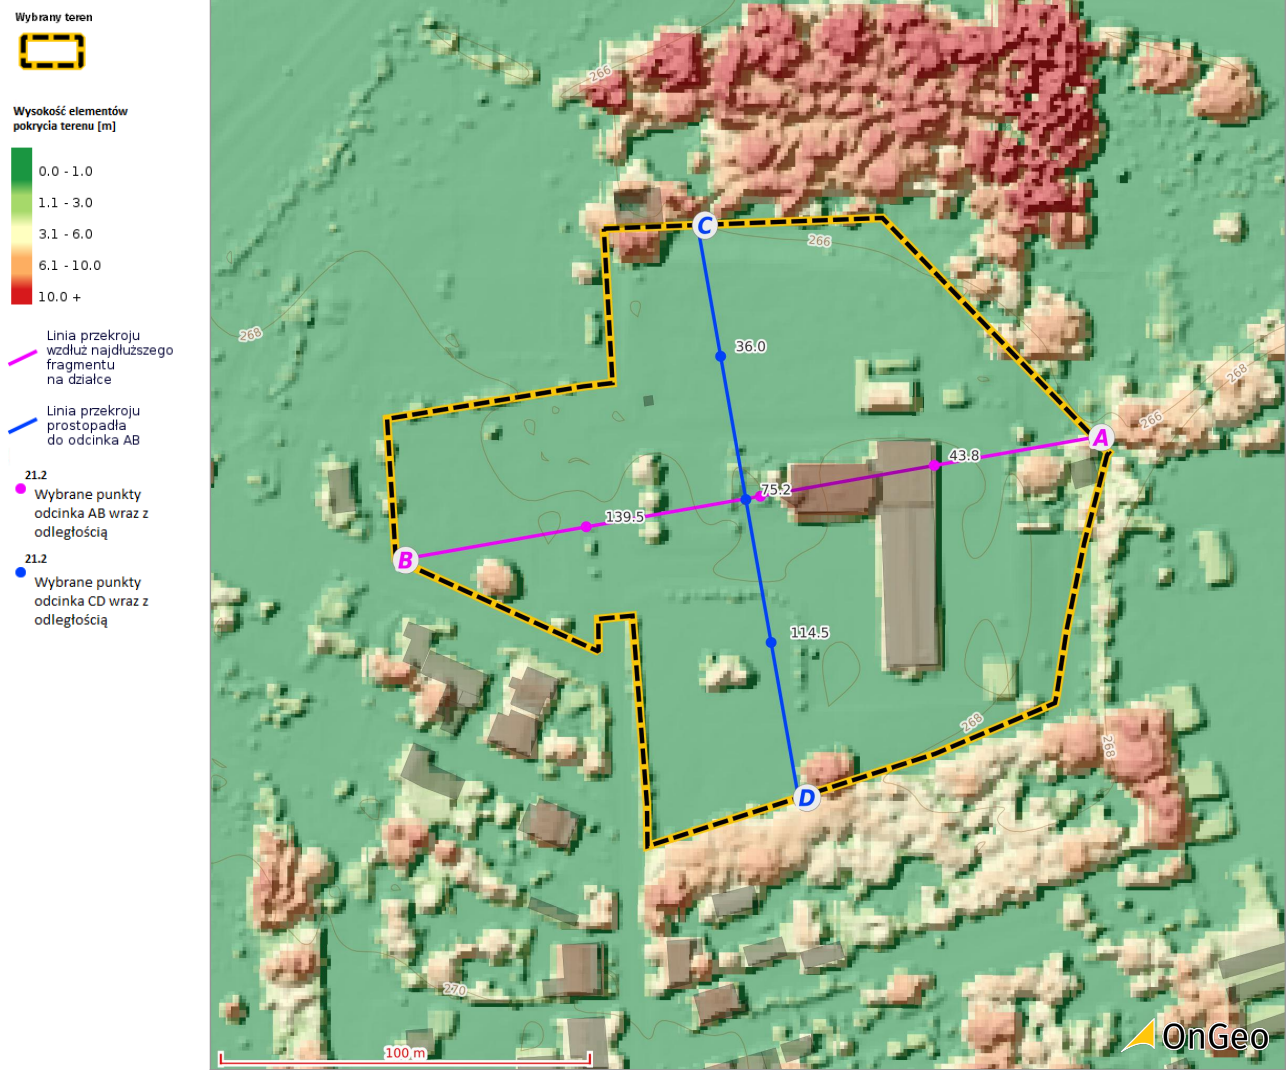 Wybrany teren
Wysokość elementów
pokrycia terenu [m]
0.0 - 1.0
1.1 - 3.0
3.1 - 6.0
6.1 - 10.0
10.0 +
Linia przekroju
wzdłuż najdłuższego
fragmentu
na działce
Linia przekroju
prostopadła
do odcinka AB
21.2
Wybrane punkty
odcinka AB wraz z
odległością
21.2
Wybrane punkty
odcinka CD wraz z
odległością
266
C
266
268
36.0
268
266
A
43.8
75.2
139.5
B
114.5
268
268
D
270
100 m
OnGeo